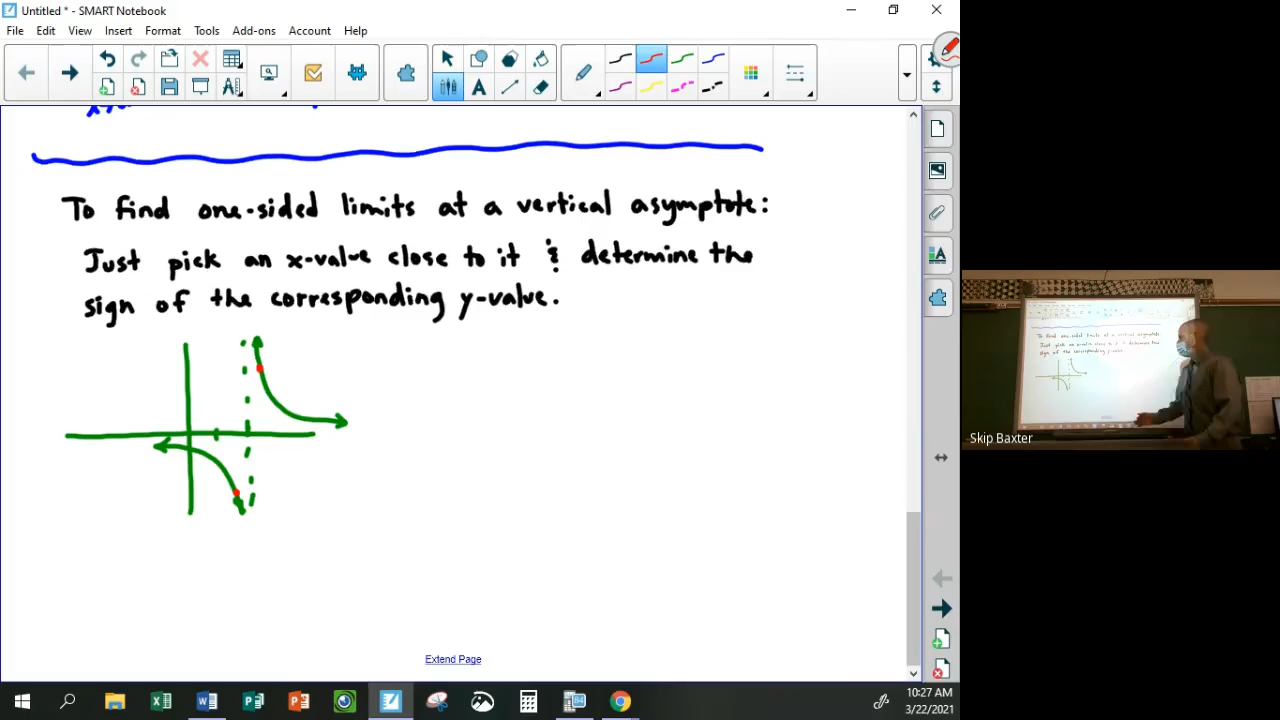 Untitled * - SMART Notebook
File Edit View Insert Format Tools Add-ons Account Help
To find one-sided limits at a vertical asymptote:
Just pick an x-value close to it & determine the
sign of the corresponding y-value.
Extend Page
Skip Baxter
10:27 AM
3/22/2021